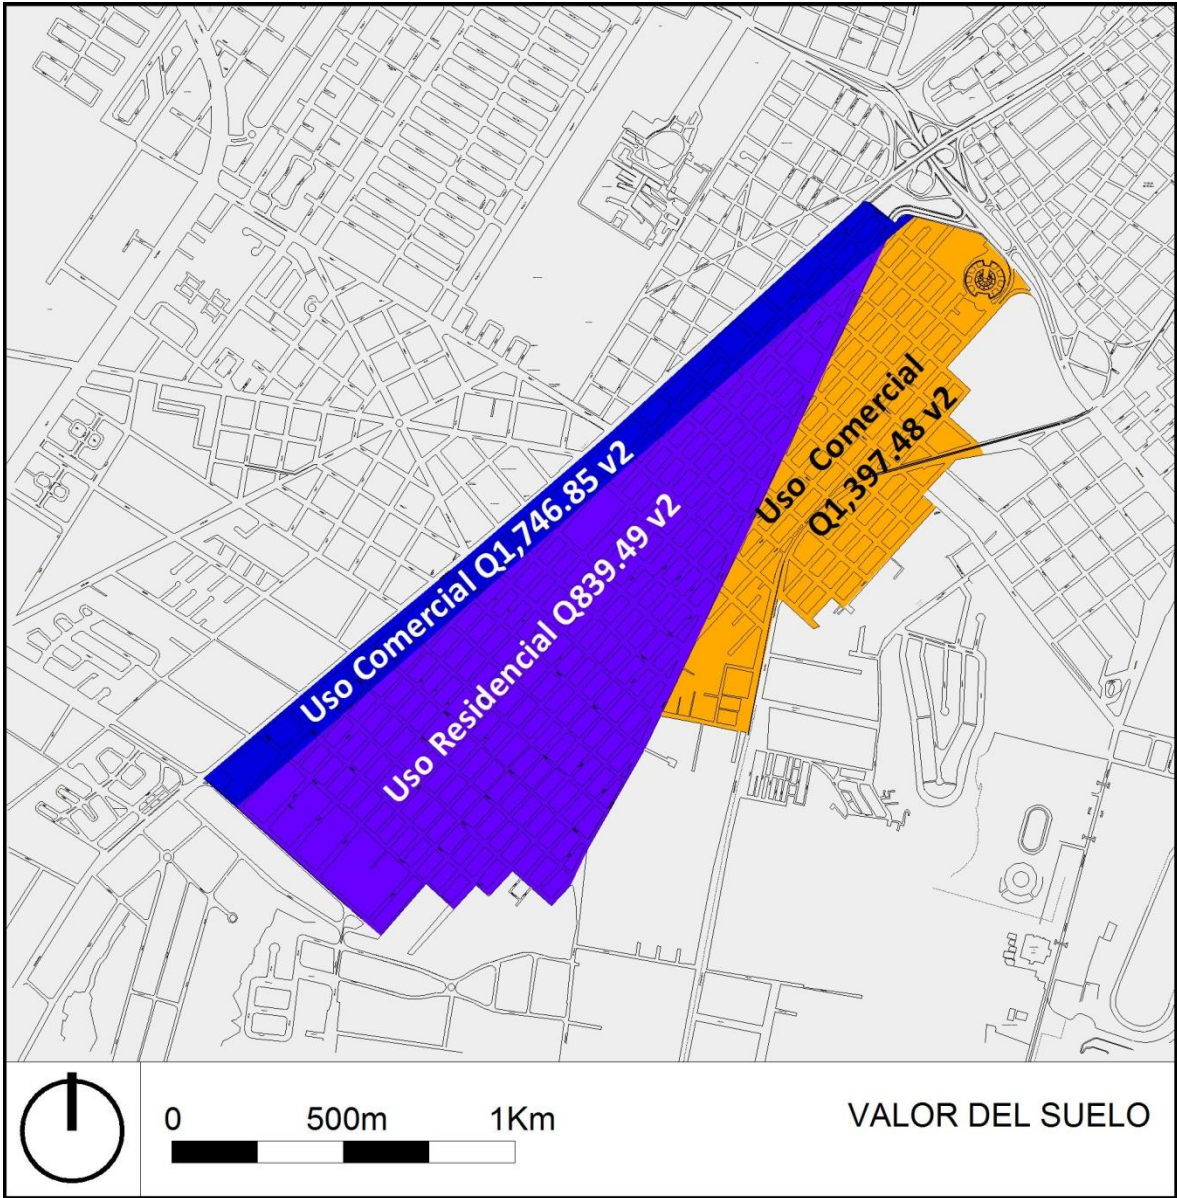 Uso Comercial Q1,746.85 v2
Uso Residencial Q839.49 v2
Uso Comercial
Q1,397.48 v2
0 500m 1Km
VALOR DEL SUELO